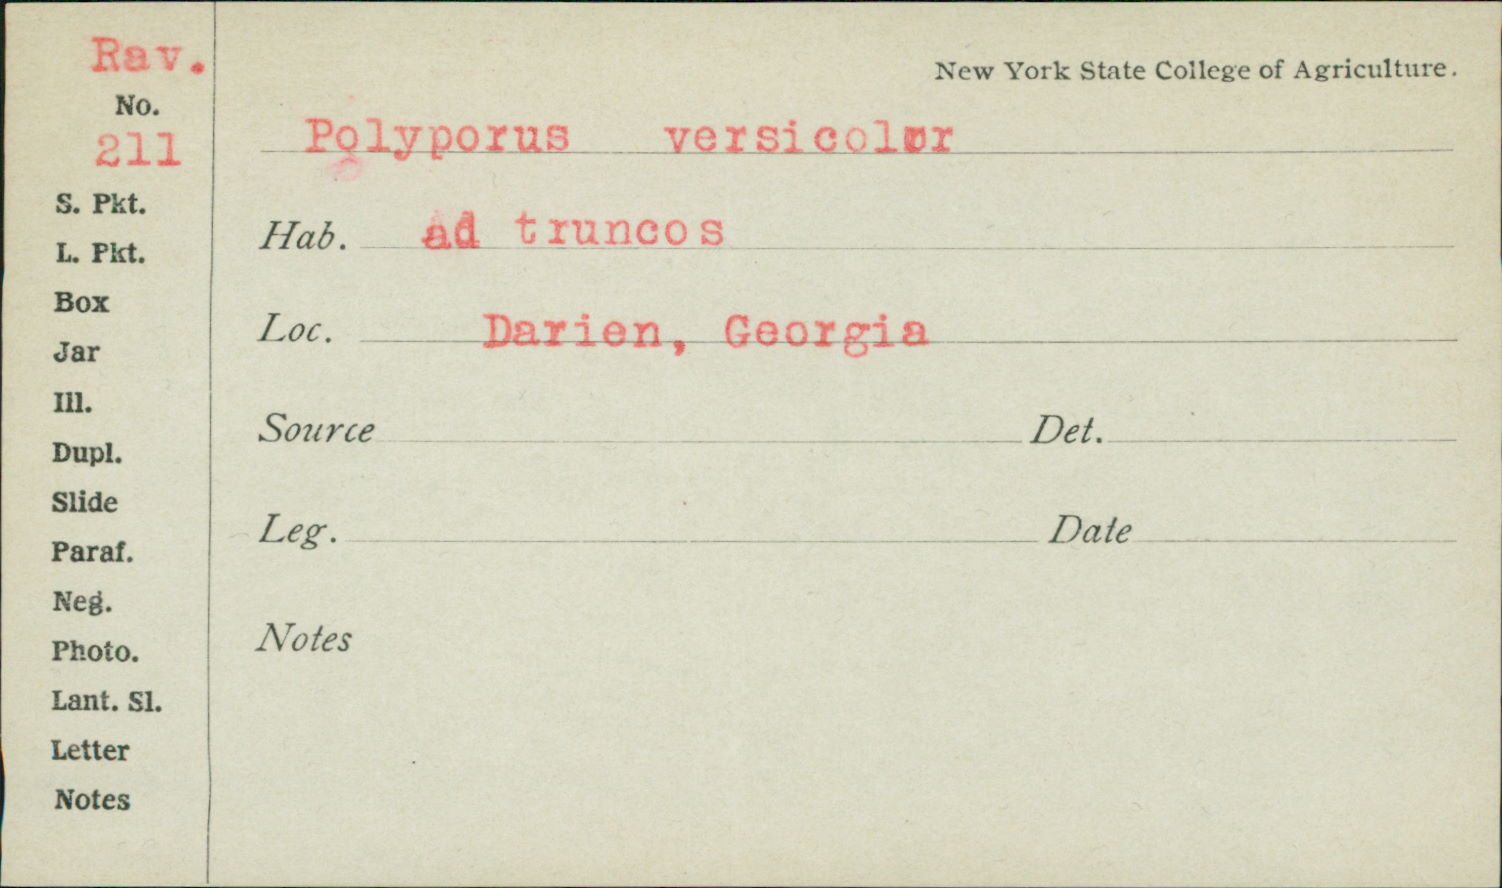 Rav.
No.
211
S. Pkt.
L. Pkt.
Box
Jar
Ill.
Dupl.
Slide
Paraf.
Neg.
Photo.
Lant. Sl.
Letter
Notes
New York State College of Agriculture.
Polyporus versicolor
Hab. ad truncos
Loc. Darien, Georgia
Source Det.
Leg. Date
Notes